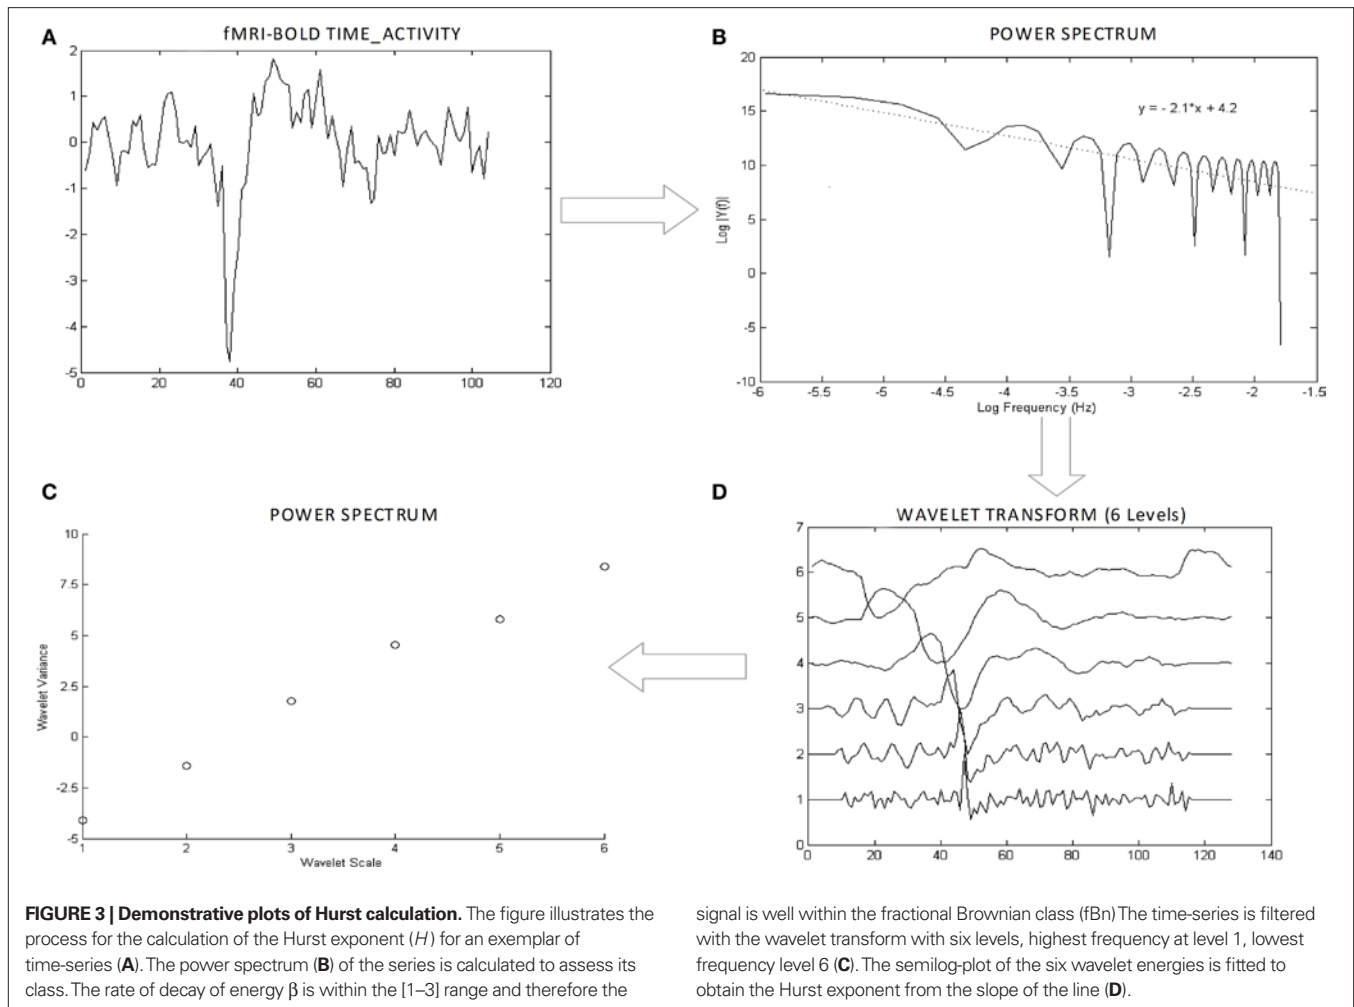 A
fMRI-BOLD TIME_ACTIVITY
2
1
0
-1
-2
-3
-4
-5
0 20 40 60 80 100 120
B
POWER SPECTRUM
y = - 2.1*x + 4.2
Log |Y(f)|
20
15
10
5
0
-5
-10
-6 -5.5 -5 -4.5 -4 -3.5 -3 -2.5 -2 -1.5
Log Frequency (Hz)
C
POWER SPECTRUM
Wavelet Variance
10
7.5
5
2.5
0
-2.5
-5
1 2 3 4 5 6
Wavelet Scale
D
WAVELET TRANSFORM (6 Levels)
7
6
5
4
3
2
1
0
0 20 40 60 80 100 120 140
FIGURE 3 | Demonstrative plots of Hurst calculation. The figure illustrates the
process for the calculation of the Hurst exponent (H) for an exemplar of
time-series (A). The power spectrum (B) of the series is calculated to assess its
class. The rate of decay of energy β is within the [1–3] range and therefore the
signal is well within the fractional Brownian class (fBn) The time-series is filtered
with the wavelet transform with six levels, highest frequency at level 1, lowest
frequency level 6 (C). The semilog-plot of the six wavelet energies is fitted to
obtain the Hurst exponent from the slope of the line (D).